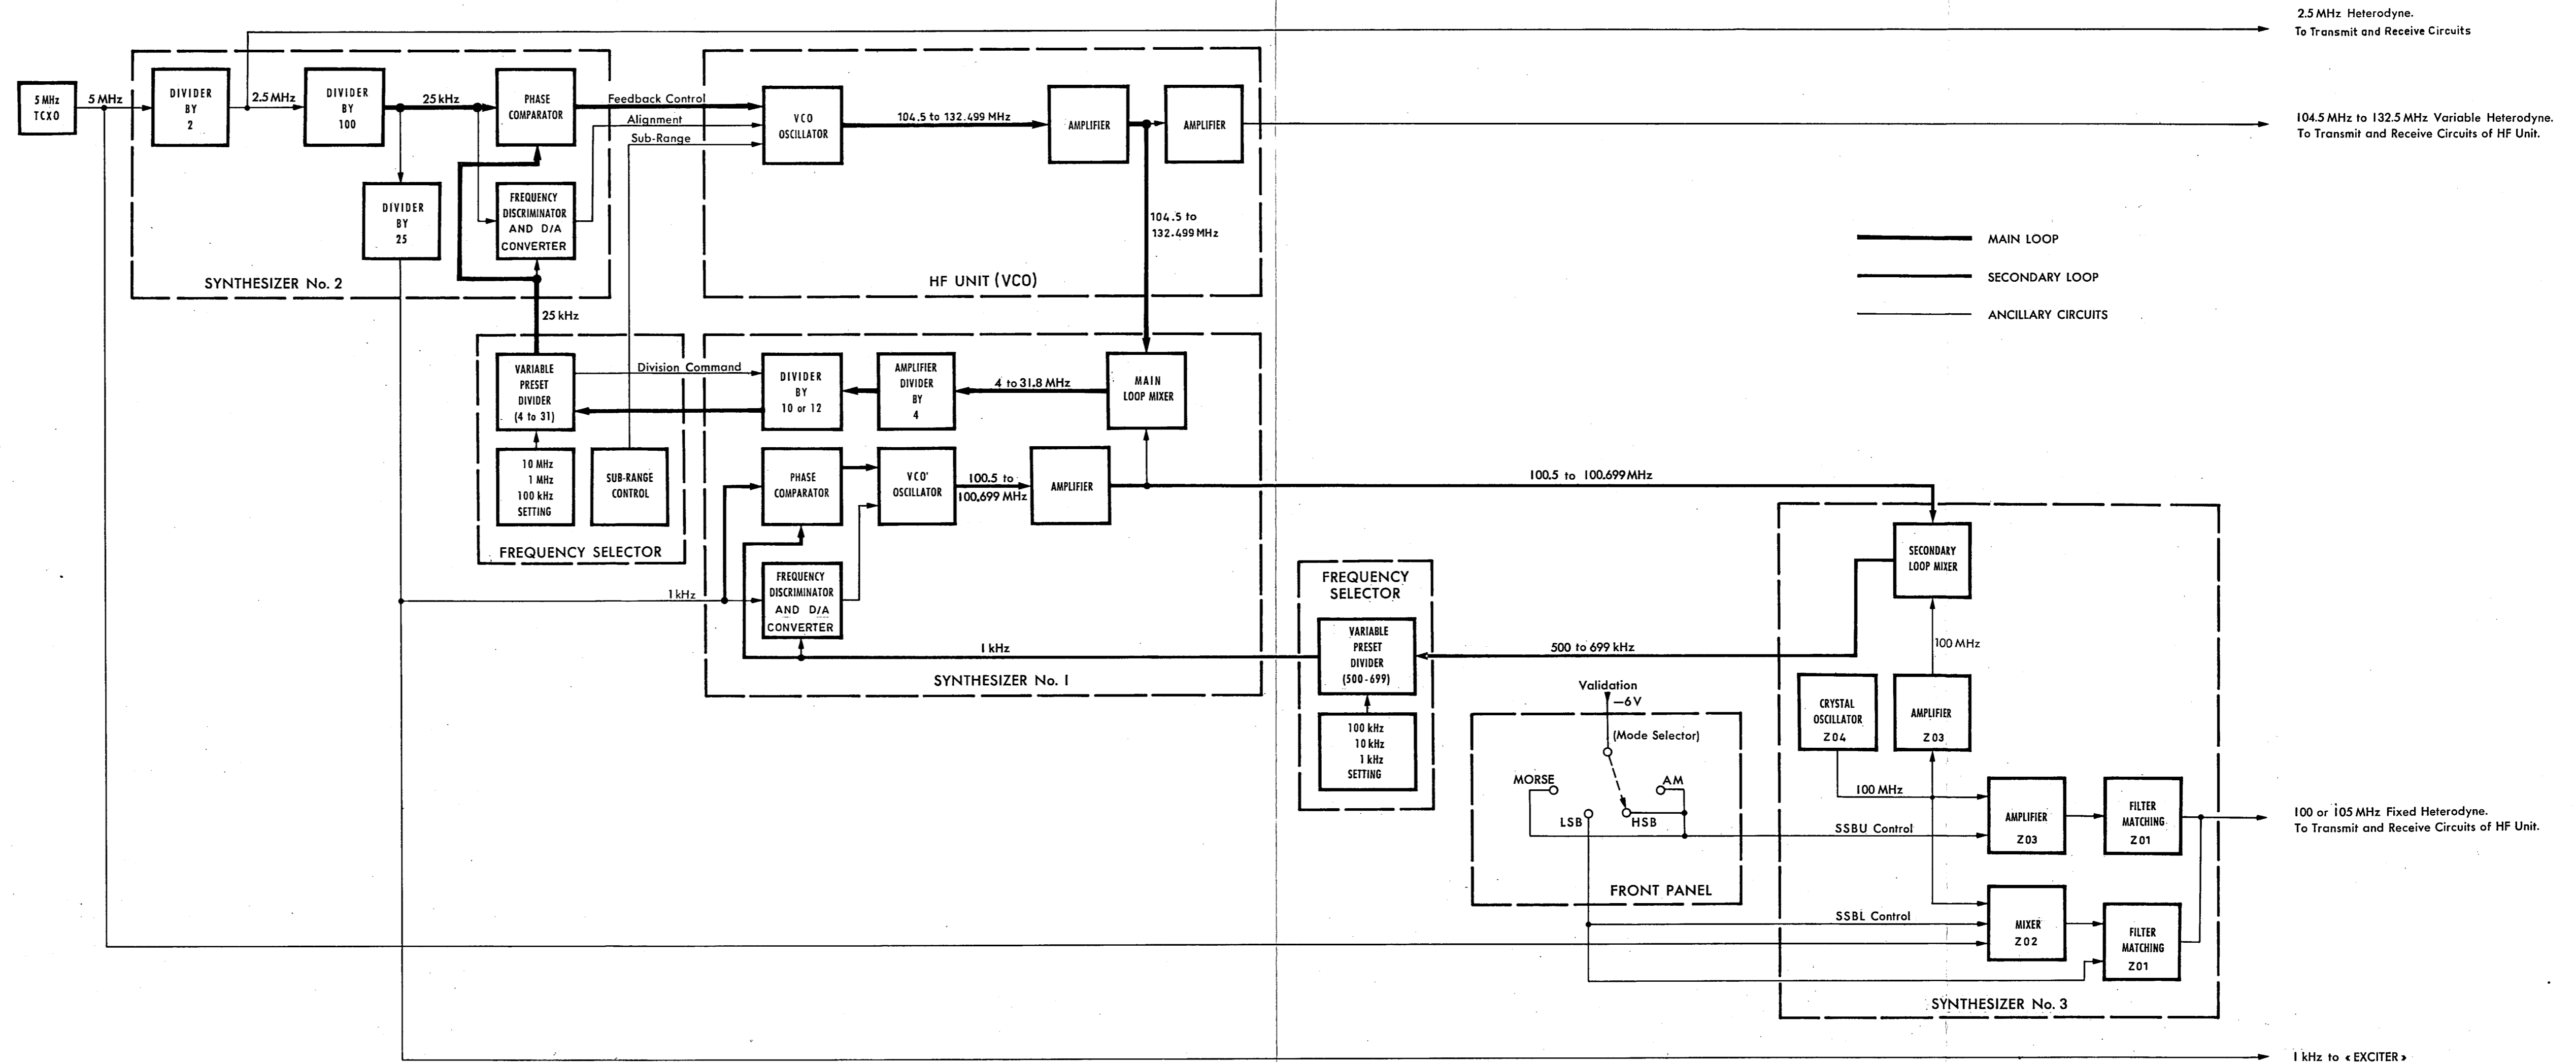 2.5 MHz Heterodyne.
To Transmit and Receive Circuits
5 MHz
TCXO
5 MHz
DIVIDER
BY
2
2.5 MHz
DIVIDER
BY
100
25 kHz
PHASE
COMPARATOR
Feedback Control
Alignment
Sub-Range
VCO
OSCILLATOR
104.5 to 132.499 MHz
AMPLIFIER
AMPLIFIER
104.5 MHz to 132.5 MHz Variable Heterodyne.
To Transmit and Receive Circuits of HF Unit.
DIVIDER
BY
25
FREQUENCY
DISCRIMINATOR
AND D/A
CONVERTER
104.5 to
132.499 MHz
SYNTHESIZER No. 2
HF UNIT (VCO)
MAIN LOOP
SECONDARY LOOP
ANCILLARY CIRCUITS
25 kHz
VARIABLE
PRESET
DIVIDER
(4 to 31)
Division Command
DIVIDER
BY
10 or 12
AMPLIFIER
DIVIDER
BY
4
4 to 31.8 MHz
MAIN
LOOP MIXER
10 MHz
1 MHz
100 kHz
SETTING
SUB-RANGE
CONTROL
FREQUENCY SELECTOR
PHASE
COMPARATOR
VCO'
OSCILLATOR
100.5 to
100.699 MHz
AMPLIFIER
100.5 to 100.699 MHz
1 kHz
FREQUENCY
DISCRIMINATOR
AND D/A
CONVERTER
1 kHz
SYNTHESIZER No. 1
FREQUENCY
SELECTOR
VARIABLE
PRESET
DIVIDER
(500-699)
100 kHz
10 kHz
1 kHz
SETTING
500 to 699 kHz
SECONDARY
LOOP MIXER
100 MHz
CRYSTAL
OSCILLATOR
Z04
AMPLIFIER
Z03
Validation
–6 V
(Mode Selector)
MORSE
AM
LSB
HSB
FRONT PANEL
100 MHz
SSBU Control
AMPLIFIER
Z03
FILTER
MATCHING
Z01
100 or 105 MHz Fixed Heterodyne.
To Transmit and Receive Circuits of HF Unit.
SSBL Control
MIXER
Z02
FILTER
MATCHING
Z01
SYNTHESIZER No. 3
1 kHz to « EXCITER »